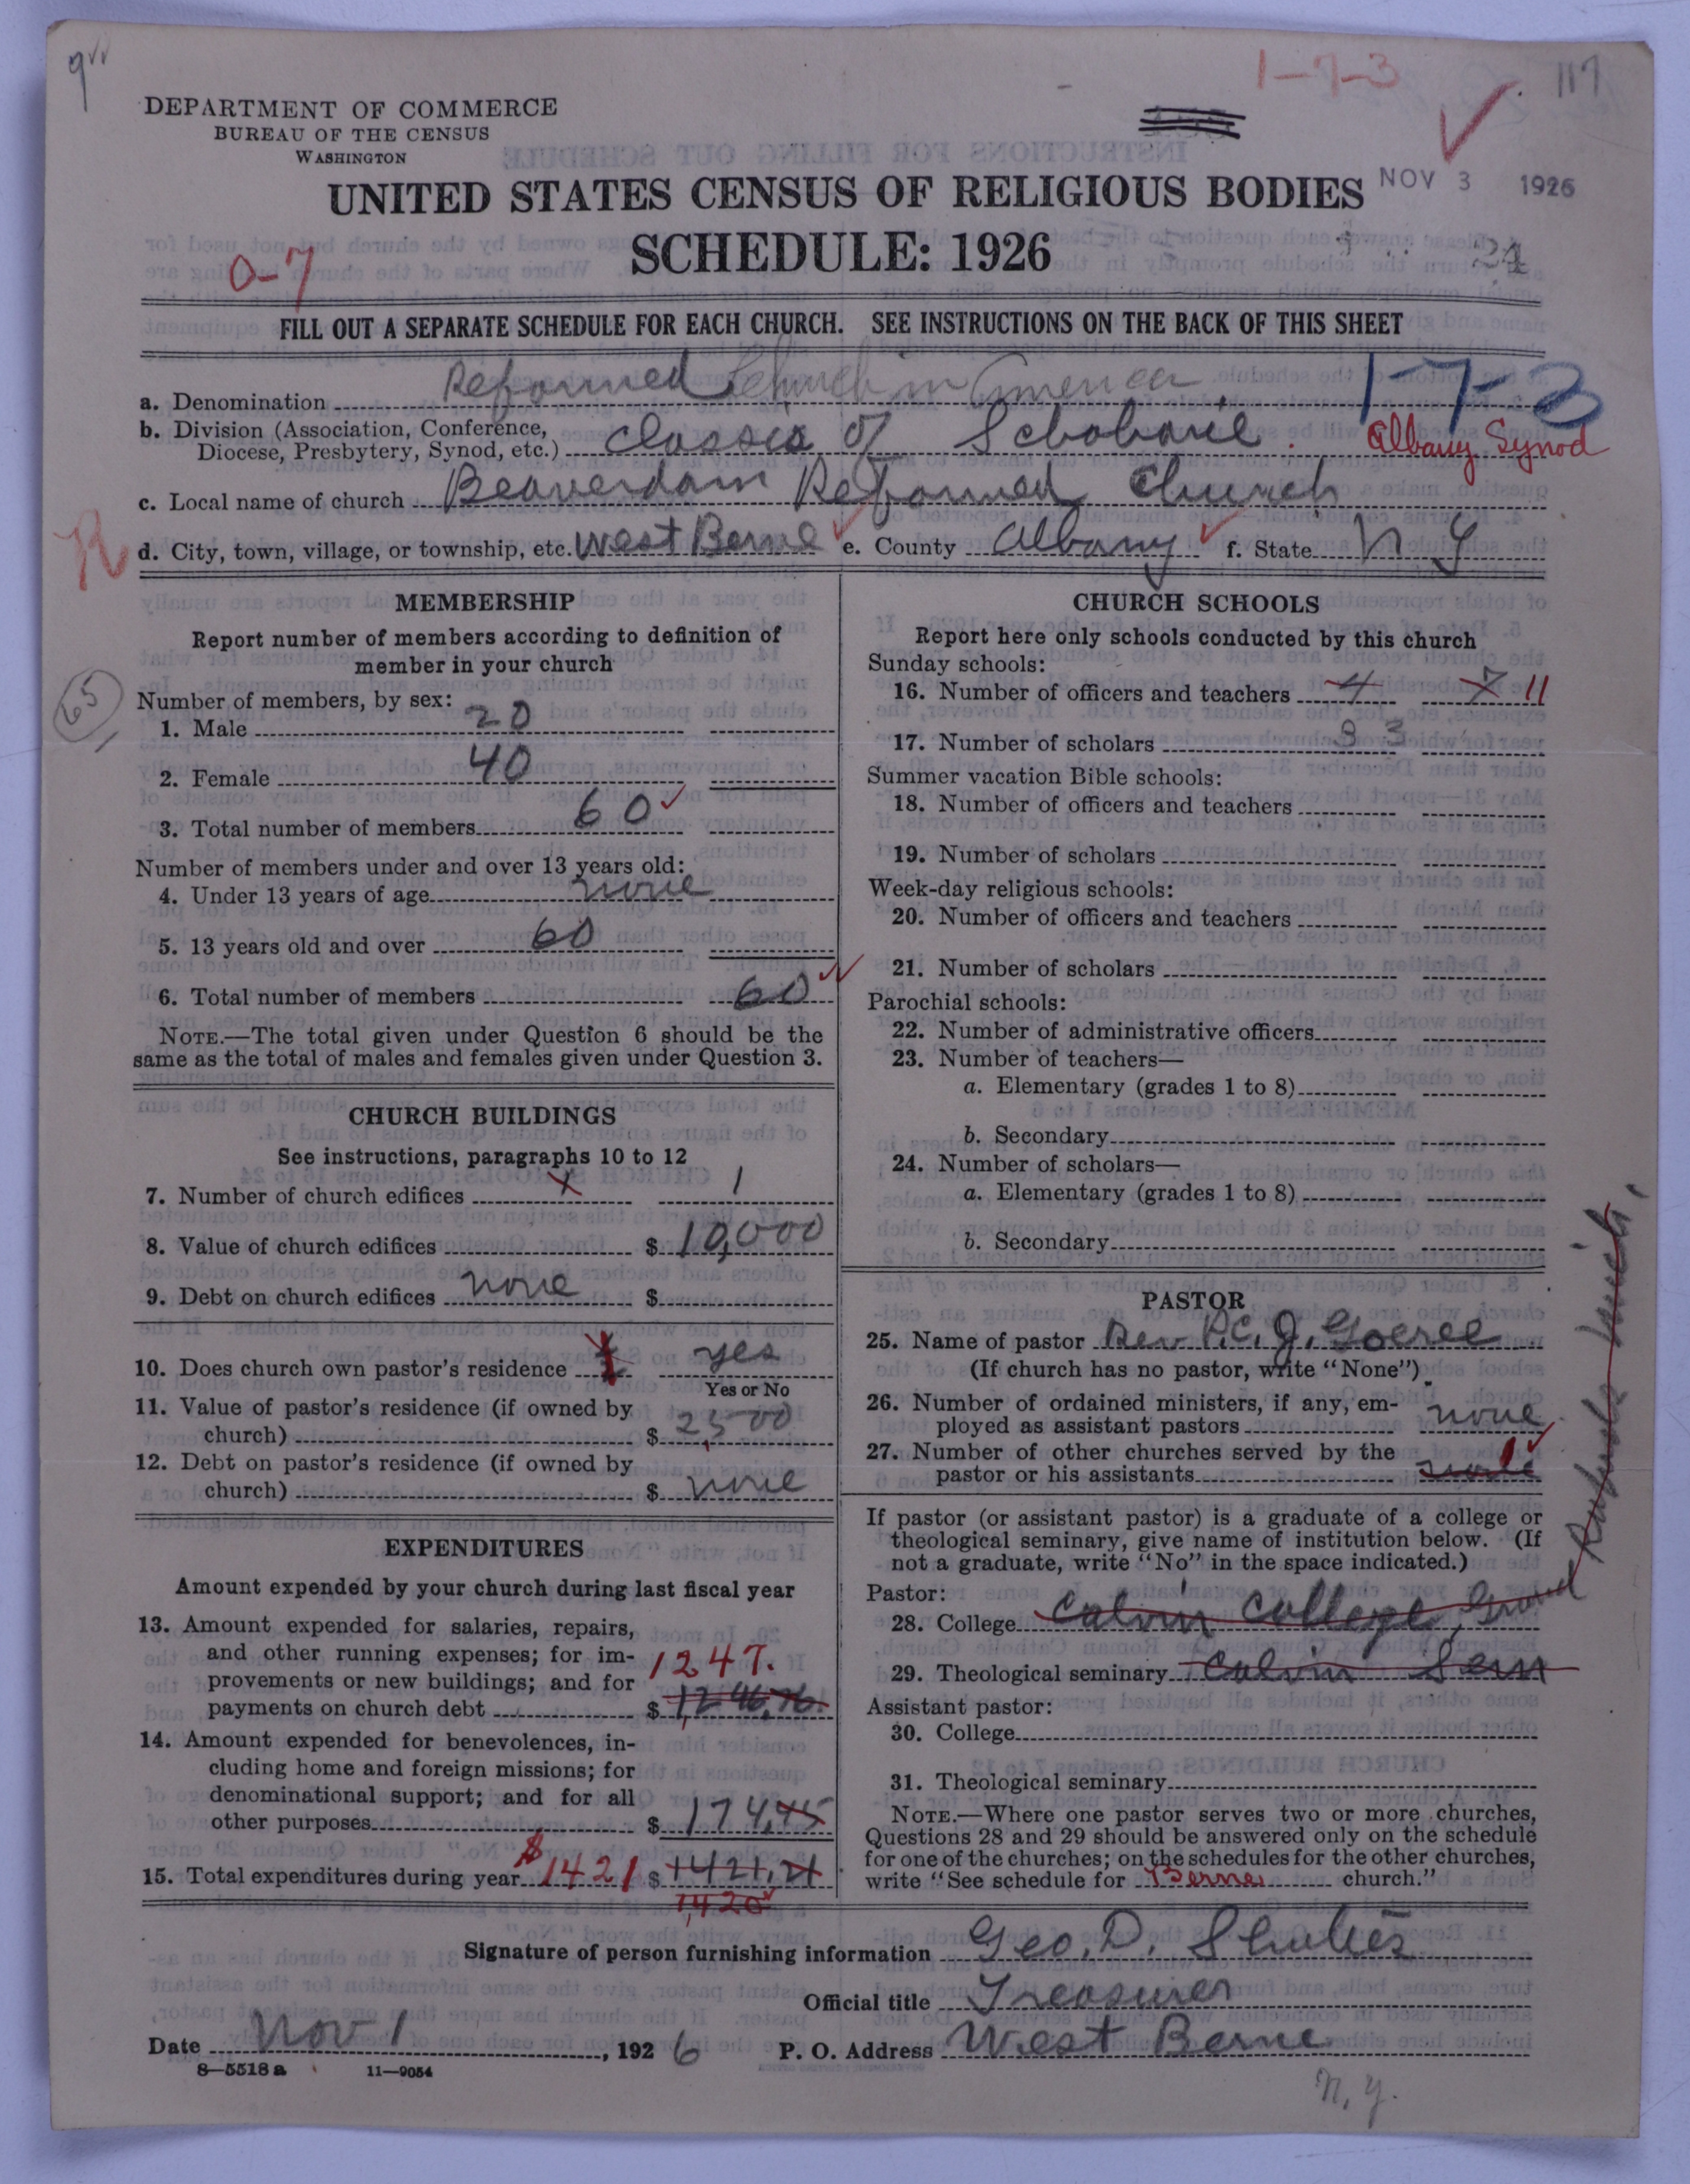 9
1-7-3
117
DEPARTMENT OF COMMERCE
BUREAU OF THE CENSUS
WASHINGTON
UNITED STATES CENSUS OF RELIGIOUS BODIES
NOV 3 1926
SCHEDULE: 1926
0-7
24
FILL OUT A SEPARATE SCHEDULE FOR EACH CHURCH. SEE INSTRUCTIONS ON THE BACK OF THIS SHEET
a. Denomination Reformed Church in America 1-7-3
b. Division (Association, Conference,
Diocese, Presbytery, Synod, etc.) Classis of Schoharie. Albany Synod
c. Local name of church Beaverdam Reformed Church
R
d. City, town, village, or township, etc. West Berne e. County Albany f. State N Y
MEMBERSHIP
Report number of members according to definition of
member in your church
65
Number of members, by sex:
1. Male 20
2. Female 40
3. Total number of members 60
Number of members under and over 13 years old:
4. Under 13 years of age none
5. 13 years old and over 60
6. Total number of members 60
NOTE.—The total given under Question 6 should be the
same as the total of males and females given under Question 3.
CHURCH BUILDINGS
See instructions, paragraphs 10 to 12
7. Number of church edifices 1
8. Value of church edifices $ 10,000
9. Debt on church edifices none $
10. Does church own pastor's residence yes
Yes or No
11. Value of pastor's residence (if owned by
church) $ 2,500
12. Debt on pastor's residence (if owned by
church) $ none
EXPENDITURES
Amount expended by your church during last fiscal year
13. Amount expended for salaries, repairs,
and other running expenses; for im-
1247.
provements or new buildings; and for
payments on church debt $ 1,246.76
14. Amount expended for benevolences, in-
cluding home and foreign missions; for
denominational support; and for all
other purposes $ 174,45
15. Total expenditures during year $1421 $ 1421,21
1,420
CHURCH SCHOOLS
Report here only schools conducted by this church
Sunday schools:
16. Number of officers and teachers 4 7 11
17. Number of scholars 83
Summer vacation Bible schools:
18. Number of officers and teachers
19. Number of scholars
Week-day religious schools:
20. Number of officers and teachers
21. Number of scholars
Parochial schools:
22. Number of administrative officers
23. Number of teachers—
a. Elementary (grades 1 to 8)
b. Secondary
24. Number of scholars—
a. Elementary (grades 1 to 8)
b. Secondary
PASTOR
25. Name of pastor Rev P.C. J. Goeree
(If church has no pastor, write "None")
26. Number of ordained ministers, if any, em-
ployed as assistant pastors none
27. Number of other churches served by the 1
pastor or his assistants none
If pastor (or assistant pastor) is a graduate of a college or
theological seminary, give name of institution below. (If
not a graduate, write "No" in the space indicated.)
Pastor:
28. College Calvin College, Grand Rapids Mich,
29. Theological seminary Calvin Sem
Assistant pastor:
30. College
31. Theological seminary
NOTE.—Where one pastor serves two or more churches,
Questions 28 and 29 should be answered only on the schedule
for one of the churches; on the schedules for the other churches,
write "See schedule for Berne church."
Signature of person furnishing information Geo. D. Shultes
Official title Treasurer
Date Nov 1, 1926 P. O. Address West Berne
N.Y.
8—5518 a 11—9054